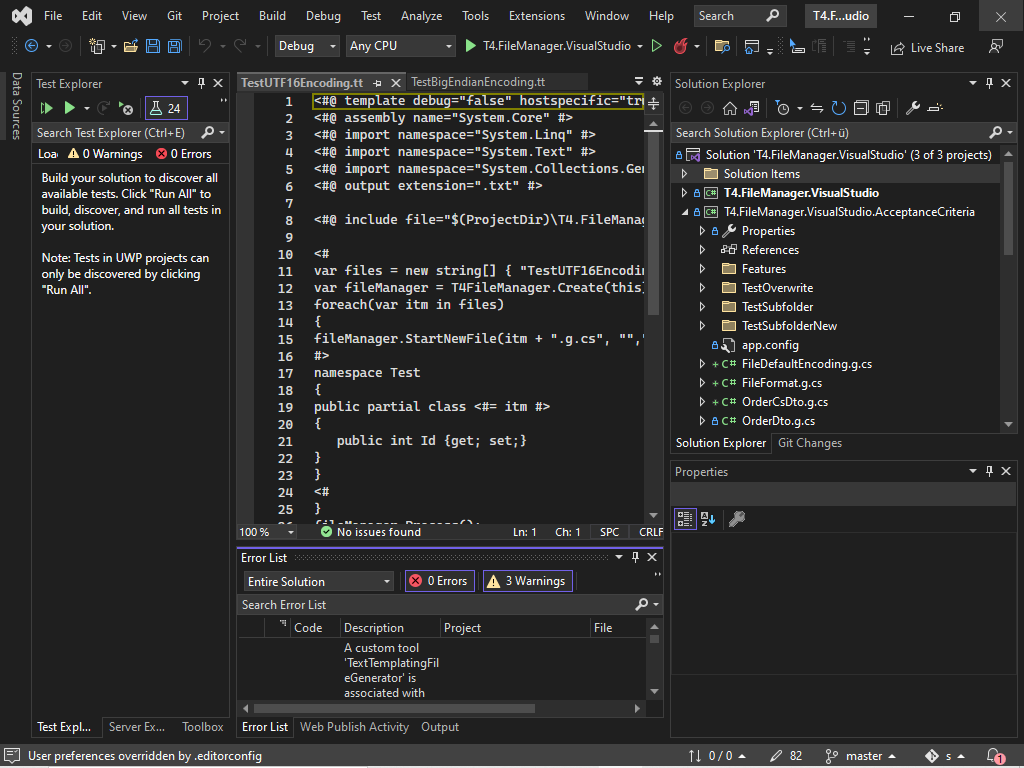 File Edit View Git Project Build Debug Test Analyze Tools Extensions Window Help Search T4.F...udio
Debug Any CPU T4.FileManager.VisualStudio Live Share
Data Sources
Test Explorer
24
Search Test Explorer (Ctrl+E)
Loa 0 Warnings 0 Errors
Build your solution to discover all
available tests. Click "Run All" to
build, discover, and run all tests in
your solution.
Note: Tests in UWP projects can
only be discovered by clicking
"Run All".
Test Expl... Server Ex... Toolbox
TestUTF16Encoding.tt TestBigEndianEncoding.tt
1 <#@ template debug="false" hostspecific="tr
2 <#@ assembly name="System.Core" #>
3 <#@ import namespace="System.Linq" #>
4 <#@ import namespace="System.Text" #>
5 <#@ import namespace="System.Collections.Gen
6 <#@ output extension=".txt" #>
7
8 <#@ include file="$(ProjectDir)\T4.FileManag
9
10 <#
11 var files = new string[] { "TestUTF16Encodin
12 var fileManager = T4FileManager.Create(this)
13 foreach(var itm in files)
14 {
15 fileManager.StartNewFile(itm + ".g.cs", "","
16 #>
17 namespace Test
18 {
19 public partial class <#= itm #>
20 {
21 public int Id {get; set;}
22 }
23 }
24 <#
25 }
26 fileManager.Process();
100 % No issues found Ln: 1 Ch: 1 SPC CRLF
Error List
Entire Solution 0 Errors 3 Warnings
Search Error List
Code Description Project File
A custom tool
'TextTemplatingFil
eGenerator' is
associated with
Error List Web Publish Activity Output
Solution Explorer
Search Solution Explorer (Ctrl+ü)
Solution 'T4.FileManager.VisualStudio' (3 of 3 projects)
Solution Items
C# T4.FileManager.VisualStudio
C# T4.FileManager.VisualStudio.AcceptanceCriteria
Properties
References
Features
TestOverwrite
TestSubfolder
TestSubfolderNew
app.config
+ C# FileDefaultEncoding.g.cs
+ C# FileFormat.g.cs
+ C# OrderCsDto.g.cs
C# OrderDto.g.cs
Solution Explorer Git Changes
Properties
User preferences overridden by .editorconfig 0 / 0 82 master s 1